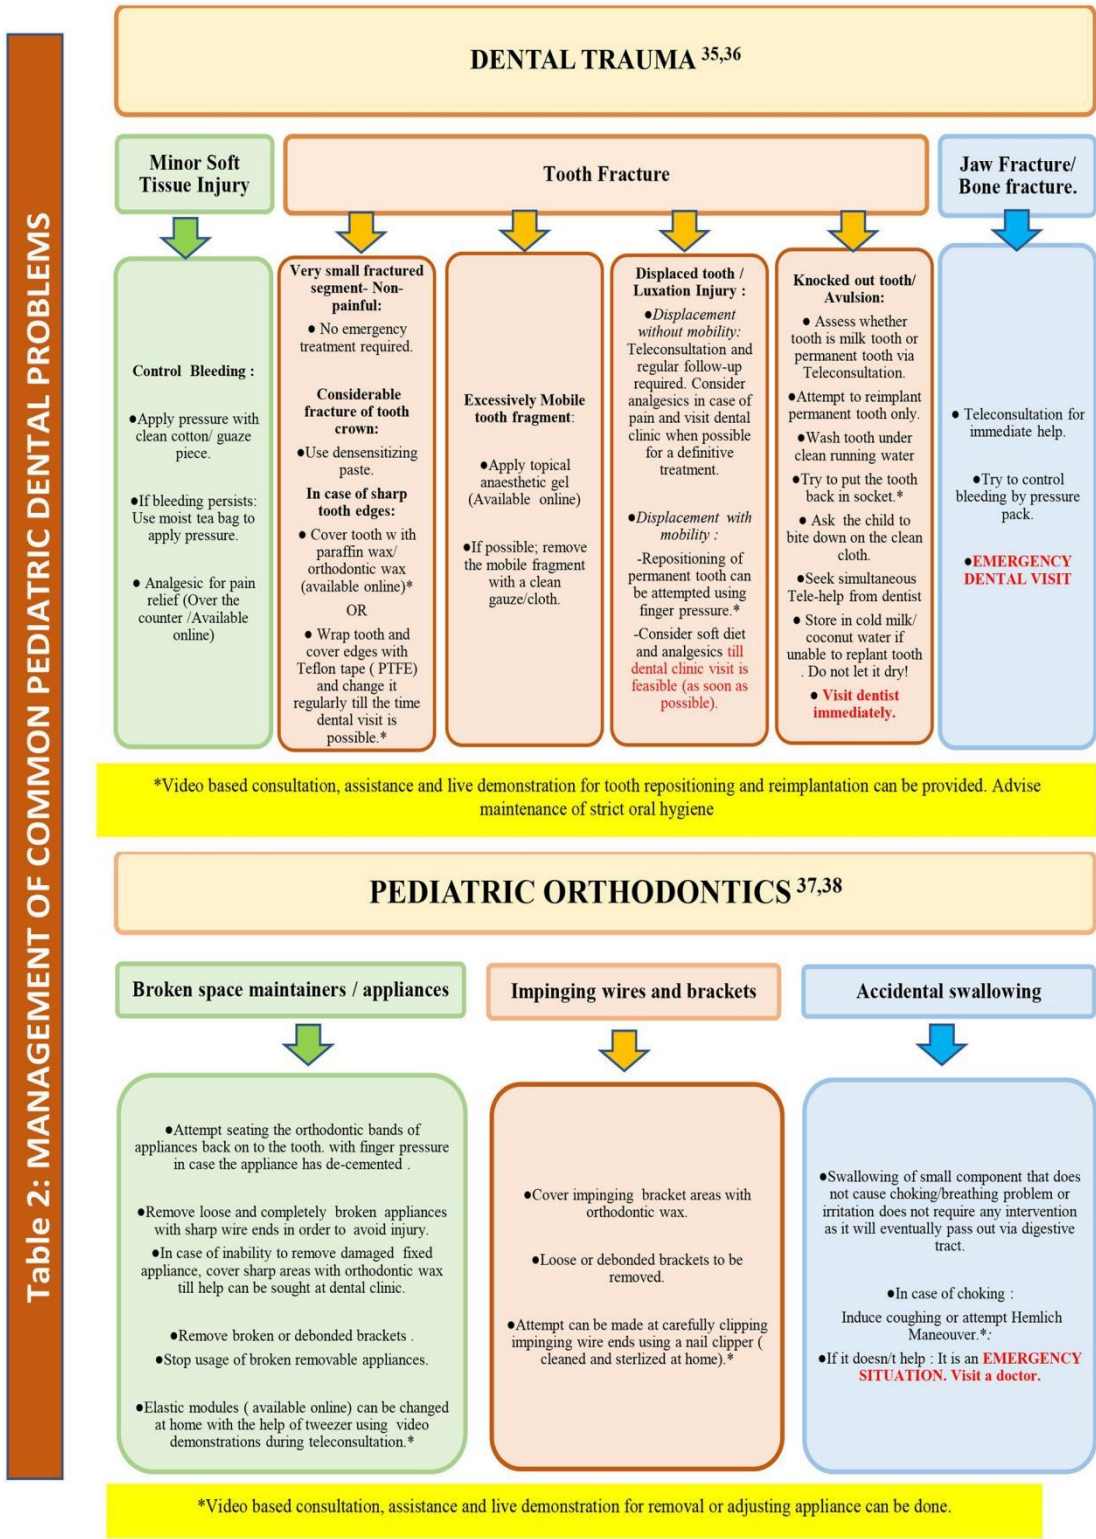 Table 2: MANAGEMENT OF COMMON PEDIATRIC DENTAL PROBLEMS
DENTAL TRAUMA 35,36
Minor Soft
Tissue Injury
Control Bleeding :
●Apply pressure with
clean cotton/ guaze
piece.
●If bleeding persists:
Use moist tea bag to
apply pressure.
● Analgesic for pain
relief (Over the
counter /Available
online)
Tooth Fracture
Very small fractured
segment- Non-
painful:
● No emergency
treatment required.
Considerable
fracture of tooth
crown:
●Use densensitizing
paste.
In case of sharp
tooth edges:
● Cover tooth w ith
paraffin wax/
orthodontic wax
(available online)*
OR
● Wrap tooth and
cover edges with
Teflon tape ( PTFE)
and change it
regularly till the time
dental visit is
possible.*
Excessively Mobile
tooth fragment:
● Apply topical
anaesthetic gel
(Available online)
●If possible; remove
the mobile fragment
with a clean
gauze/cloth.
Displaced tooth /
Luxation Injury :
●Displacement
without mobility:
Teleconsultation and
regular follow-up
required. Consider
analgesics in case of
pain and visit dental
clinic when possible
for a definitive
treatment.
●Displacement with
mobility :
-Repositioning of
permanent tooth can
be attempted using
finger pressure.*
-Consider soft diet
and analgesics till
dental clinic visit is
feasible (as soon as
possible).
Knocked out tooth/
Avulsion:
● Assess whether
tooth is milk tooth or
permanent tooth via
Teleconsultation.
●Attempt to reimplant
permanent tooth only.
●Wash tooth under
clean running water
●Try to put the tooth
back in socket.*
● Ask the child to
bite down on the clean
cloth.
●Seek simultaneous
Tele-help from dentist
● Store in cold milk/
coconut water if
unable to replant tooth
. Do not let it dry!
● Visit dentist
immediately.
Jaw Fracture/
Bone fracture.
● Teleconsultation for
immediate help.
●Try to control
bleeding by pressure
pack.
●EMERGENCY
DENTAL VISIT
*Video based consultation, assistance and live demonstration for tooth repositioning and reimplantation can be provided. Advise
maintenance of strict oral hygiene
PEDIATRIC ORTHODONTICS 37,38
Broken space maintainers / appliances
●Attempt seating the orthodontic bands of
appliances back on to the tooth. with finger pressure
in case the appliance has de-cemented .
●Remove loose and completely broken appliances
with sharp wire ends in order to avoid injury.
●In case of inability to remove damaged fixed
appliance, cover sharp areas with orthodontic wax
till help can be sought at dental clinic.
●Remove broken or debonded brackets .
●Stop usage of broken removable appliances.
●Elastic modules ( available online) can be changed
at home with the help of tweezer using video
demonstrations during teleconsultation.*
Impinging wires and brackets
●Cover impinging bracket areas with
orthodontic wax.
●Loose or debonded brackets to be
removed.
●Attempt can be made at carefully clipping
impinging wire ends using a nail clipper (
cleaned and sterlized at home).*
Accidental swallowing
●Swallowing of small component that does
not cause choking/breathing problem or
irritation does not require any intervention
as it will eventually pass out via digestive
tract.
●In case of choking :
Induce coughing or attempt Hemlich
Maneouver.*:
●If it doesn/t help : It is an EMERGENCY
SITUATION. Visit a doctor.
*Video based consultation, assistance and live demonstration for removal or adjusting appliance can be done.